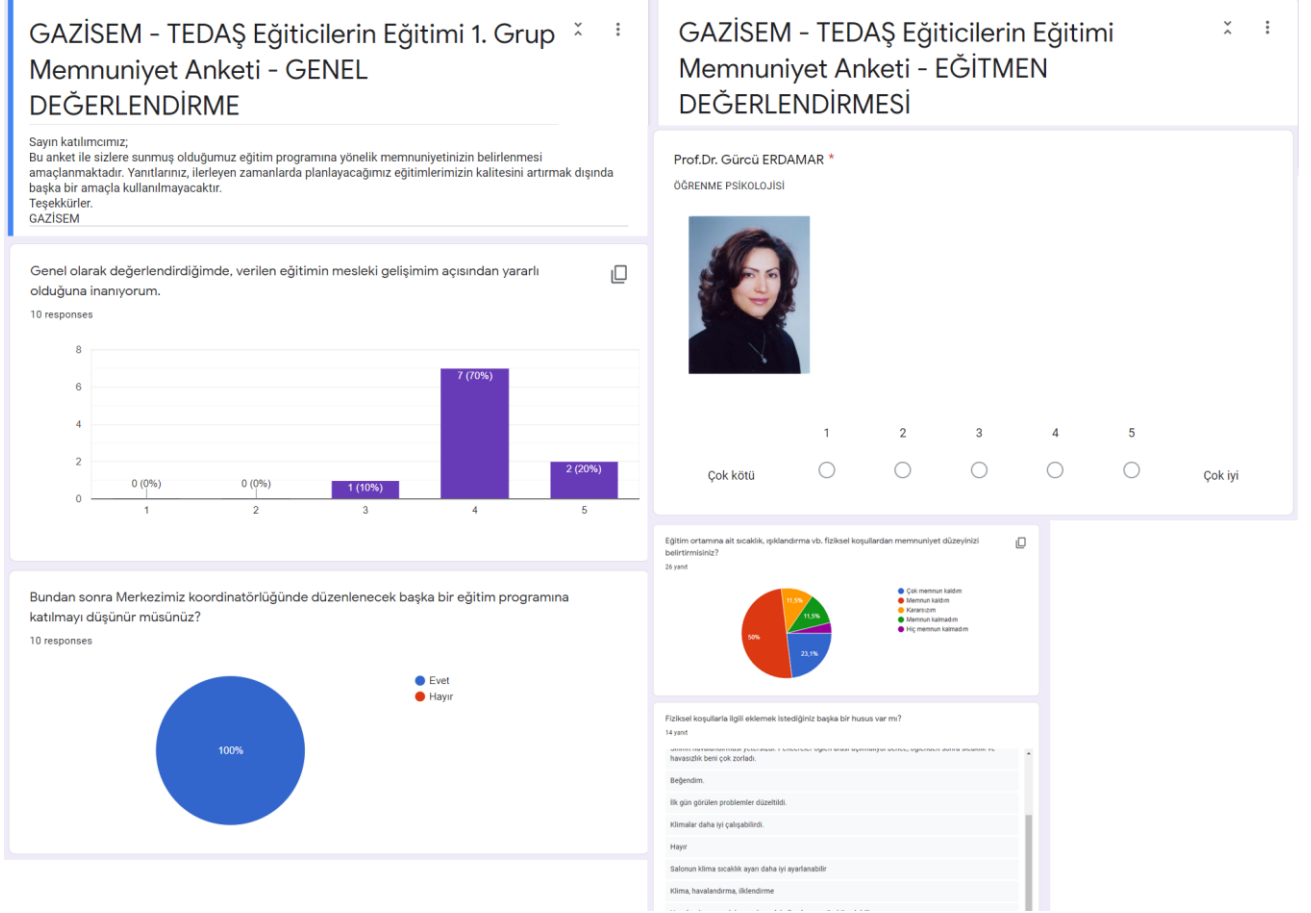 GAZİSEM - TEDAŞ Eğiticilerin Eğitimi 1. Grup
Memnuniyet Anketi - GENEL
DEĞERLENDİRME
Sayın katılımcımız;
Bu anket ile sizlere sunmuş olduğumuz eğitim programına yönelik memnuniyetinizin belirlenmesi
amaçlanmaktadır. Yanıtlarınız, ilerleyen zamanlarda planlayacağımız eğitimlerimizin kalitesini artırmak dışında
başka bir amaçla kullanılmayacaktır.
Teşekkürler.
GAZİSEM
Genel olarak değerlendirdiğimde, verilen eğitimin mesleki gelişimim açısından yararlı
olduğuna inanıyorum.
10 responses
8
6
4
2
0
0 (0%)
0 (0%)
1 (10%)
7 (70%)
2 (20%)
1 2 3 4 5
Bundan sonra Merkezimiz koordinatörlüğünde düzenlenecek başka bir eğitim programına
katılmayı düşünür müsünüz?
10 responses
Evet
Hayır
100%
GAZİSEM - TEDAŞ Eğiticilerin Eğitimi
Memnuniyet Anketi - EĞİTMEN
DEĞERLENDİRMESİ
Prof.Dr. Gürcü ERDAMAR *
ÖĞRENME PSİKOLOJİSİ
1 2 3 4 5
Çok kötü
Çok iyi
Eğitim ortamına ait sıcaklık, ışıklandırma vb. fiziksel koşullardan memnuniyet düzeyinizi
belirtirmisiniz?
26 yanıt
Çok memnun kaldım
Memnun kaldım
Kararsızım
Memnun kalmadım
Hiç memnun kalmadım
11,5%
11,5%
50%
23,1%
Fiziksel koşullarla ilgili eklemek istediğiniz başka bir husus var mı?
14 yanıt
havasızlık beni çok zorladı.
Beğendim.
İlk gün görülen problemler düzeltildi.
Klimalar daha iyi çalışabilirdi.
Hayır
Salonun klima sıcaklık ayarı daha iyi ayarlanabilir
Klima, havalandırma, ilklendirme